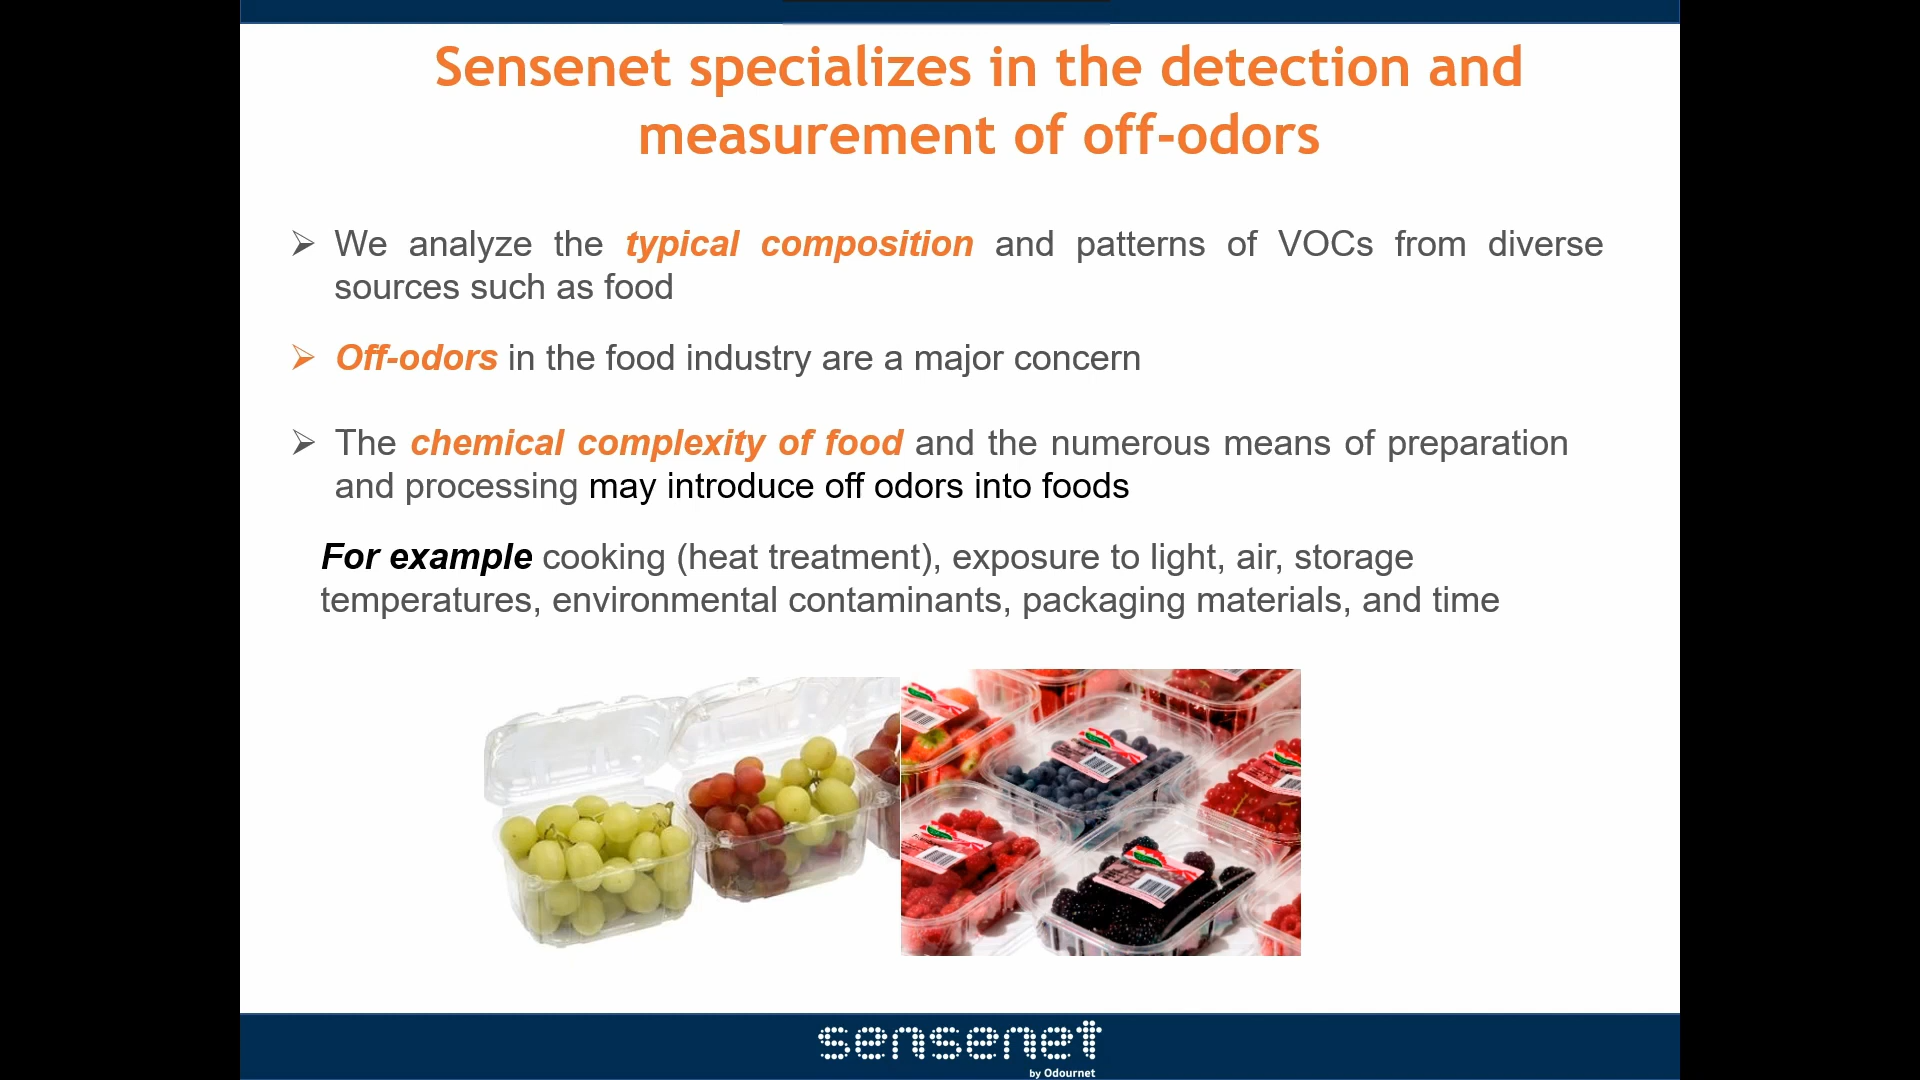 Sensenet specializes in the detection and
measurement of off-odors
➢ We analyze the typical composition and patterns of VOCs from diverse
sources such as food
➢ Off-odors in the food industry are a major concern
➢ The chemical complexity of food and the numerous means of preparation
and processing may introduce off odors into foods
For example cooking (heat treatment), exposure to light, air, storage
temperatures, environmental contaminants, packaging materials, and time
sensenet
by Odournet